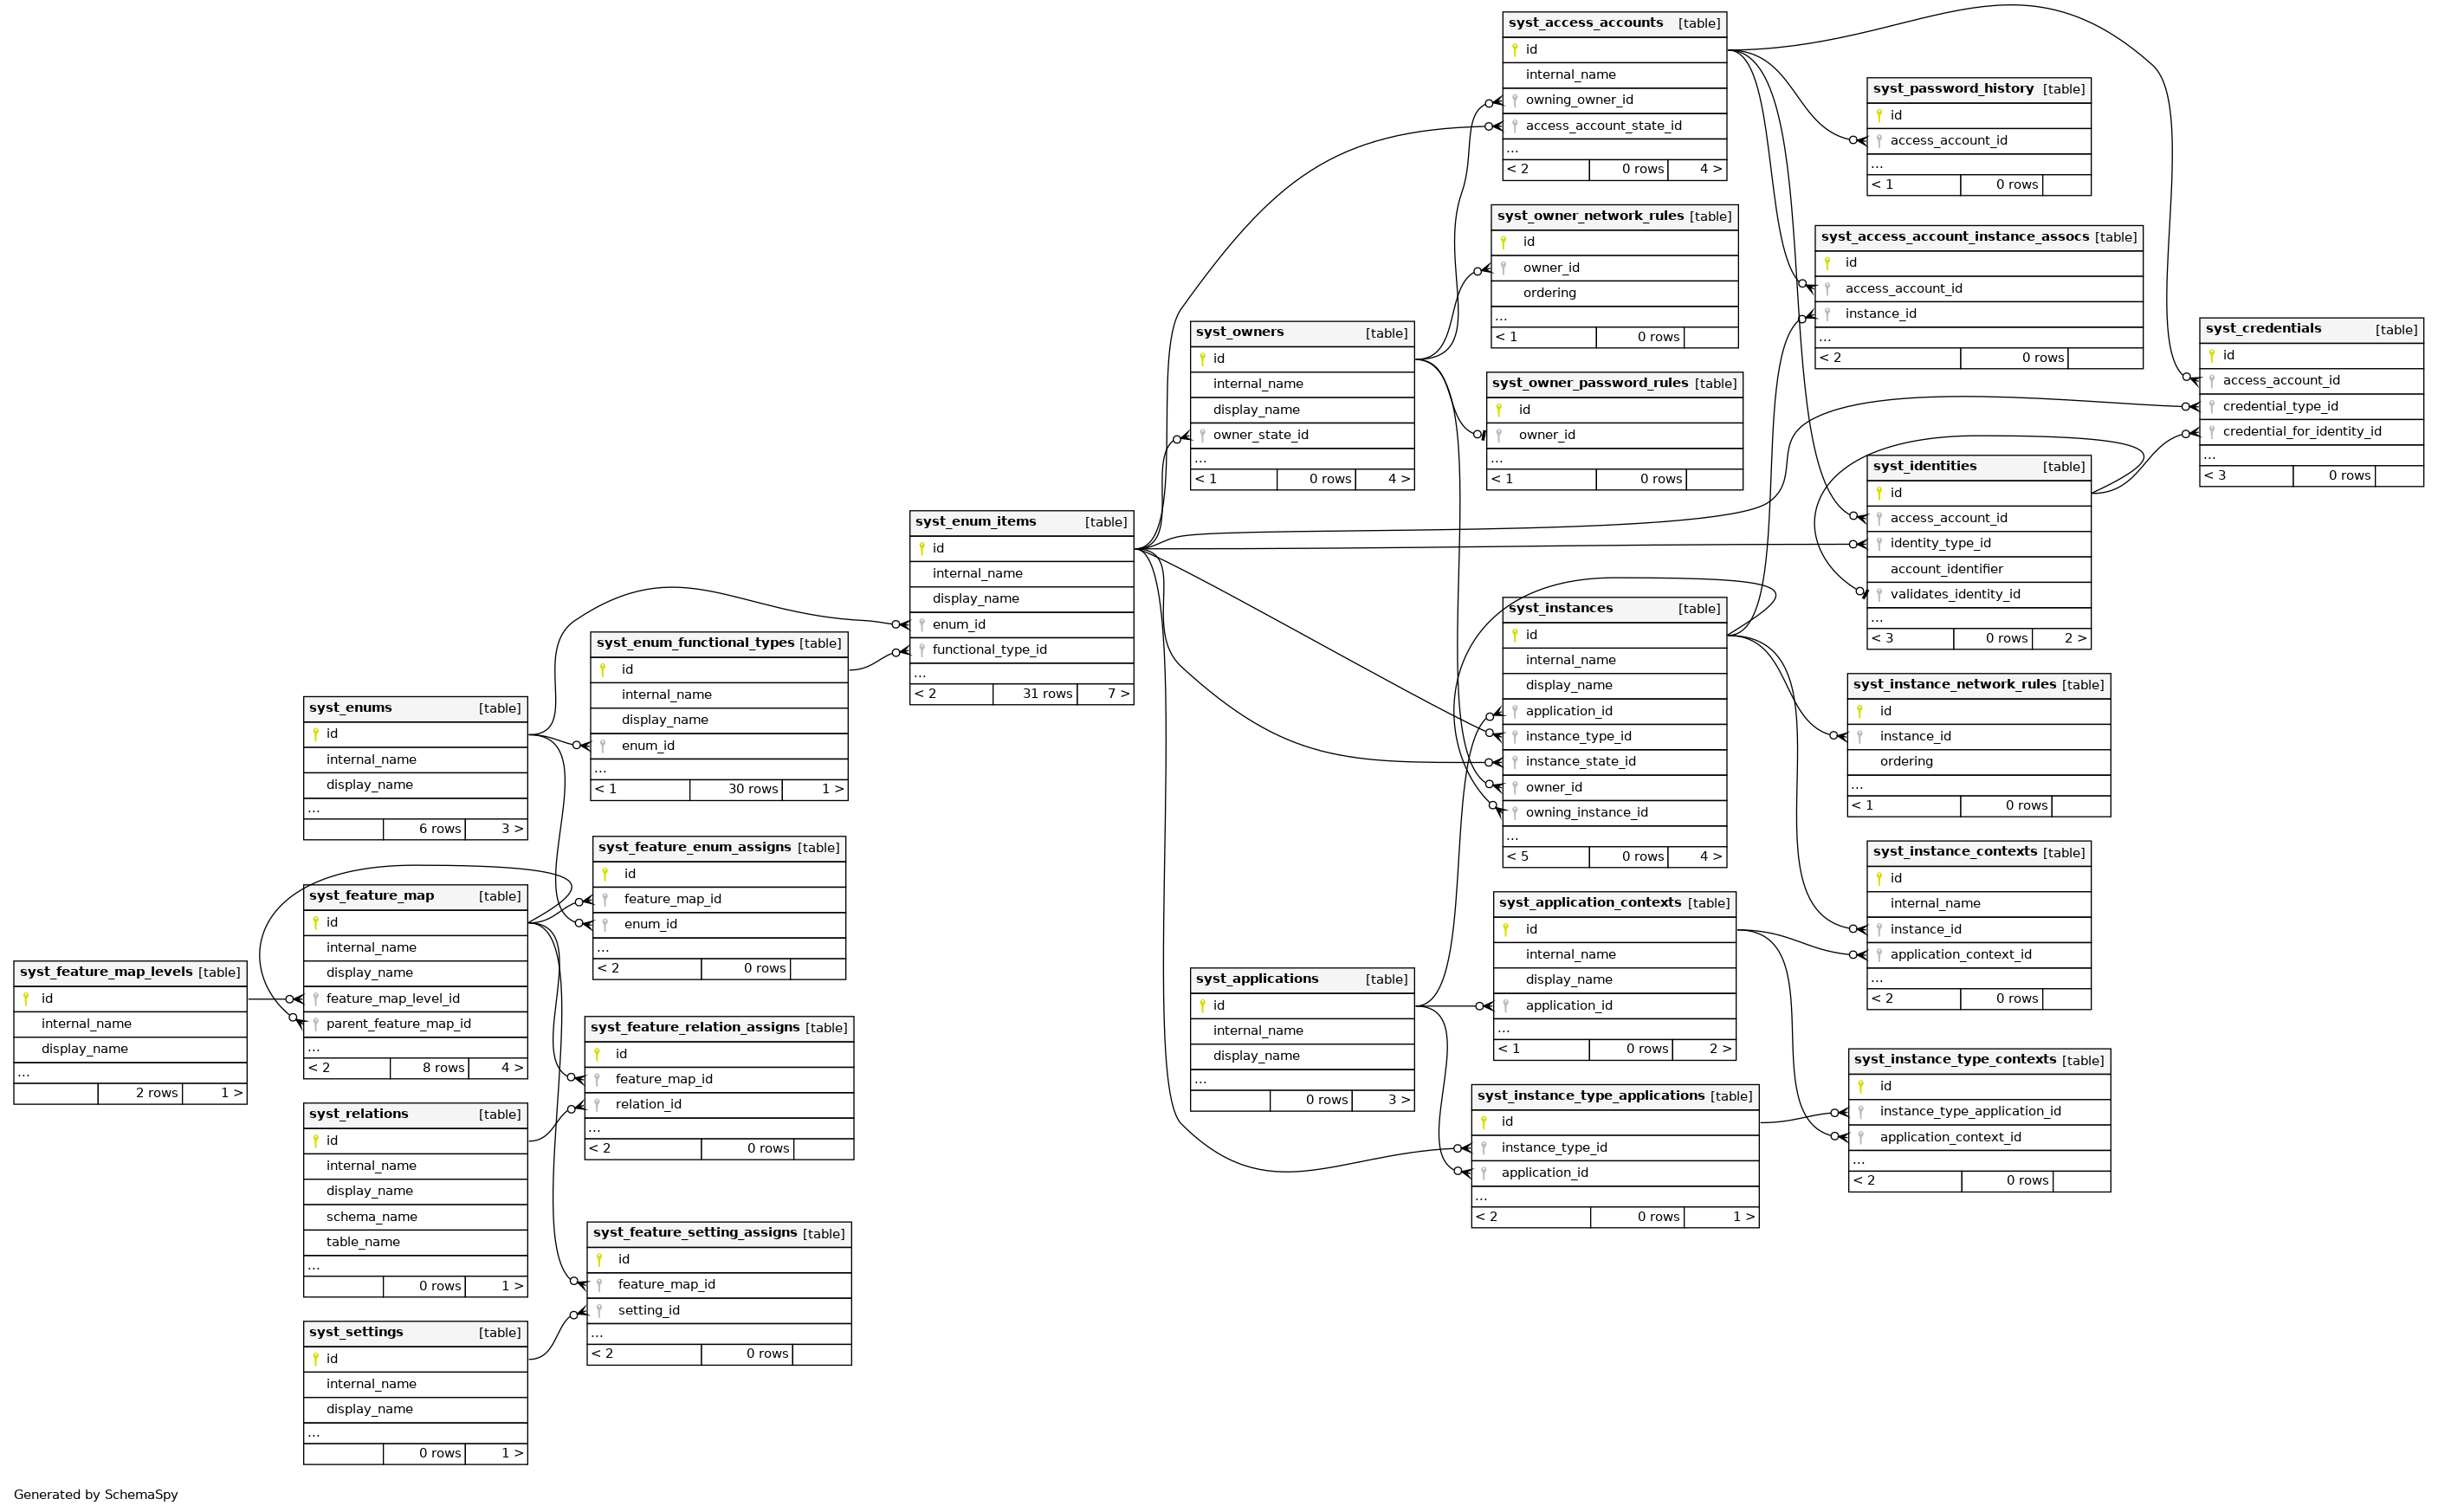 syst_feature_map_levels [table]
id
internal_name
display_name
...
2 rows 1 >
syst_enums [table]
id
internal_name
display_name
...
6 rows 3 >
syst_feature_map [table]
id
internal_name
display_name
feature_map_level_id
parent_feature_map_id
...
< 2 8 rows 4 >
syst_relations [table]
id
internal_name
display_name
schema_name
table_name
...
0 rows 1 >
syst_settings [table]
id
internal_name
display_name
...
0 rows 1 >
syst_enum_functional_types [table]
id
internal_name
display_name
enum_id
...
< 1 30 rows 1 >
syst_feature_enum_assigns [table]
id
feature_map_id
enum_id
...
< 2 0 rows
syst_feature_relation_assigns [table]
id
feature_map_id
relation_id
...
< 2 0 rows
syst_feature_setting_assigns [table]
id
feature_map_id
setting_id
...
< 2 0 rows
syst_enum_items [table]
id
internal_name
display_name
enum_id
functional_type_id
...
< 2 31 rows 7 >
syst_owners [table]
id
internal_name
display_name
owner_state_id
...
< 1 0 rows 4 >
syst_applications [table]
id
internal_name
display_name
...
0 rows 3 >
syst_access_accounts [table]
id
internal_name
owning_owner_id
access_account_state_id
...
< 2 0 rows 4 >
syst_owner_network_rules [table]
id
owner_id
ordering
...
< 1 0 rows
syst_owner_password_rules [table]
id
owner_id
...
< 1 0 rows
syst_instances [table]
id
internal_name
display_name
application_id
instance_type_id
instance_state_id
owner_id
owning_instance_id
...
< 5 0 rows 4 >
syst_application_contexts [table]
id
internal_name
display_name
application_id
...
< 1 0 rows 2 >
syst_instance_type_applications [table]
id
instance_type_id
application_id
...
< 2 0 rows 1 >
syst_password_history [table]
id
access_account_id
...
< 1 0 rows
syst_access_account_instance_assocs [table]
id
access_account_id
instance_id
...
< 2 0 rows
syst_identities [table]
id
access_account_id
identity_type_id
account_identifier
validates_identity_id
...
< 3 0 rows 2 >
syst_instance_network_rules [table]
id
instance_id
ordering
...
< 1 0 rows
syst_instance_contexts [table]
id
internal_name
instance_id
application_context_id
...
< 2 0 rows
syst_instance_type_contexts [table]
id
instance_type_application_id
application_context_id
...
< 2 0 rows
syst_credentials [table]
id
access_account_id
credential_type_id
credential_for_identity_id
...
< 3 0 rows
Generated by SchemaSpy